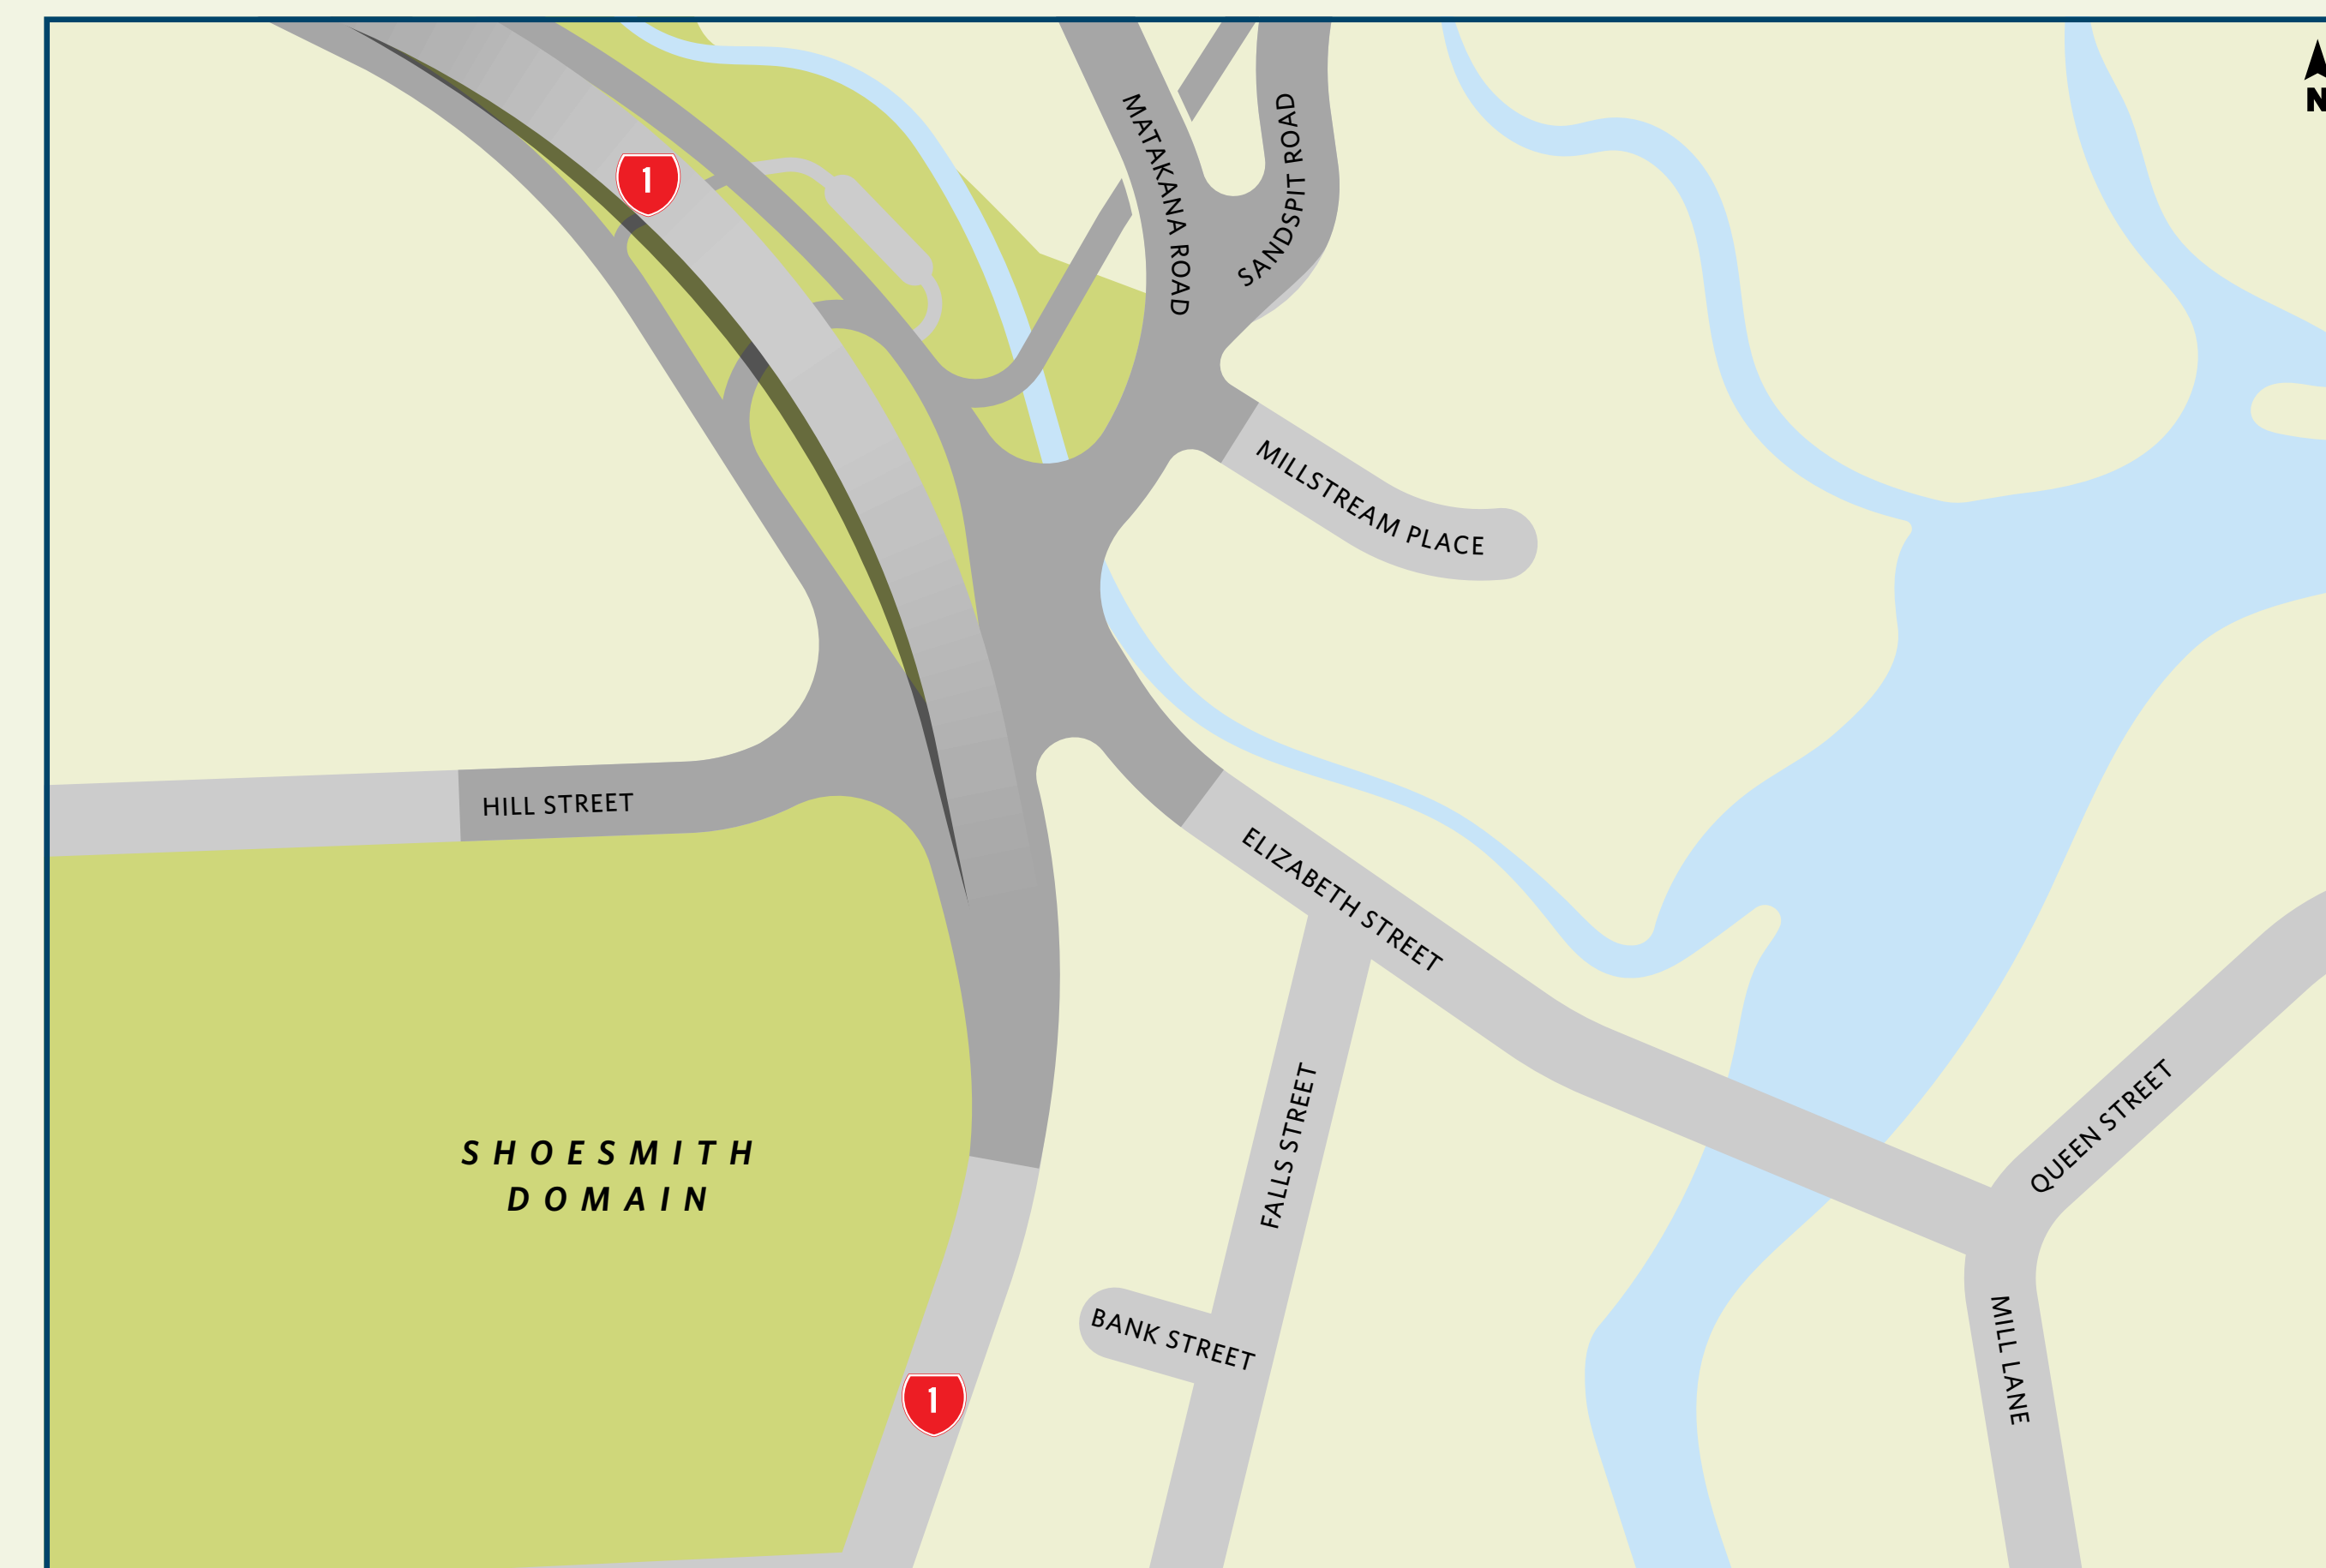 N
MATAKANA ROAD
SANDSPIT ROAD
1
MILLSTREAM PLACE
HILL STREET
ELIZABETH STREET
SHOESMITH
DOMAIN
FALLS STREET
QUEEN STREET
BANK STREET
MILL LANE
1